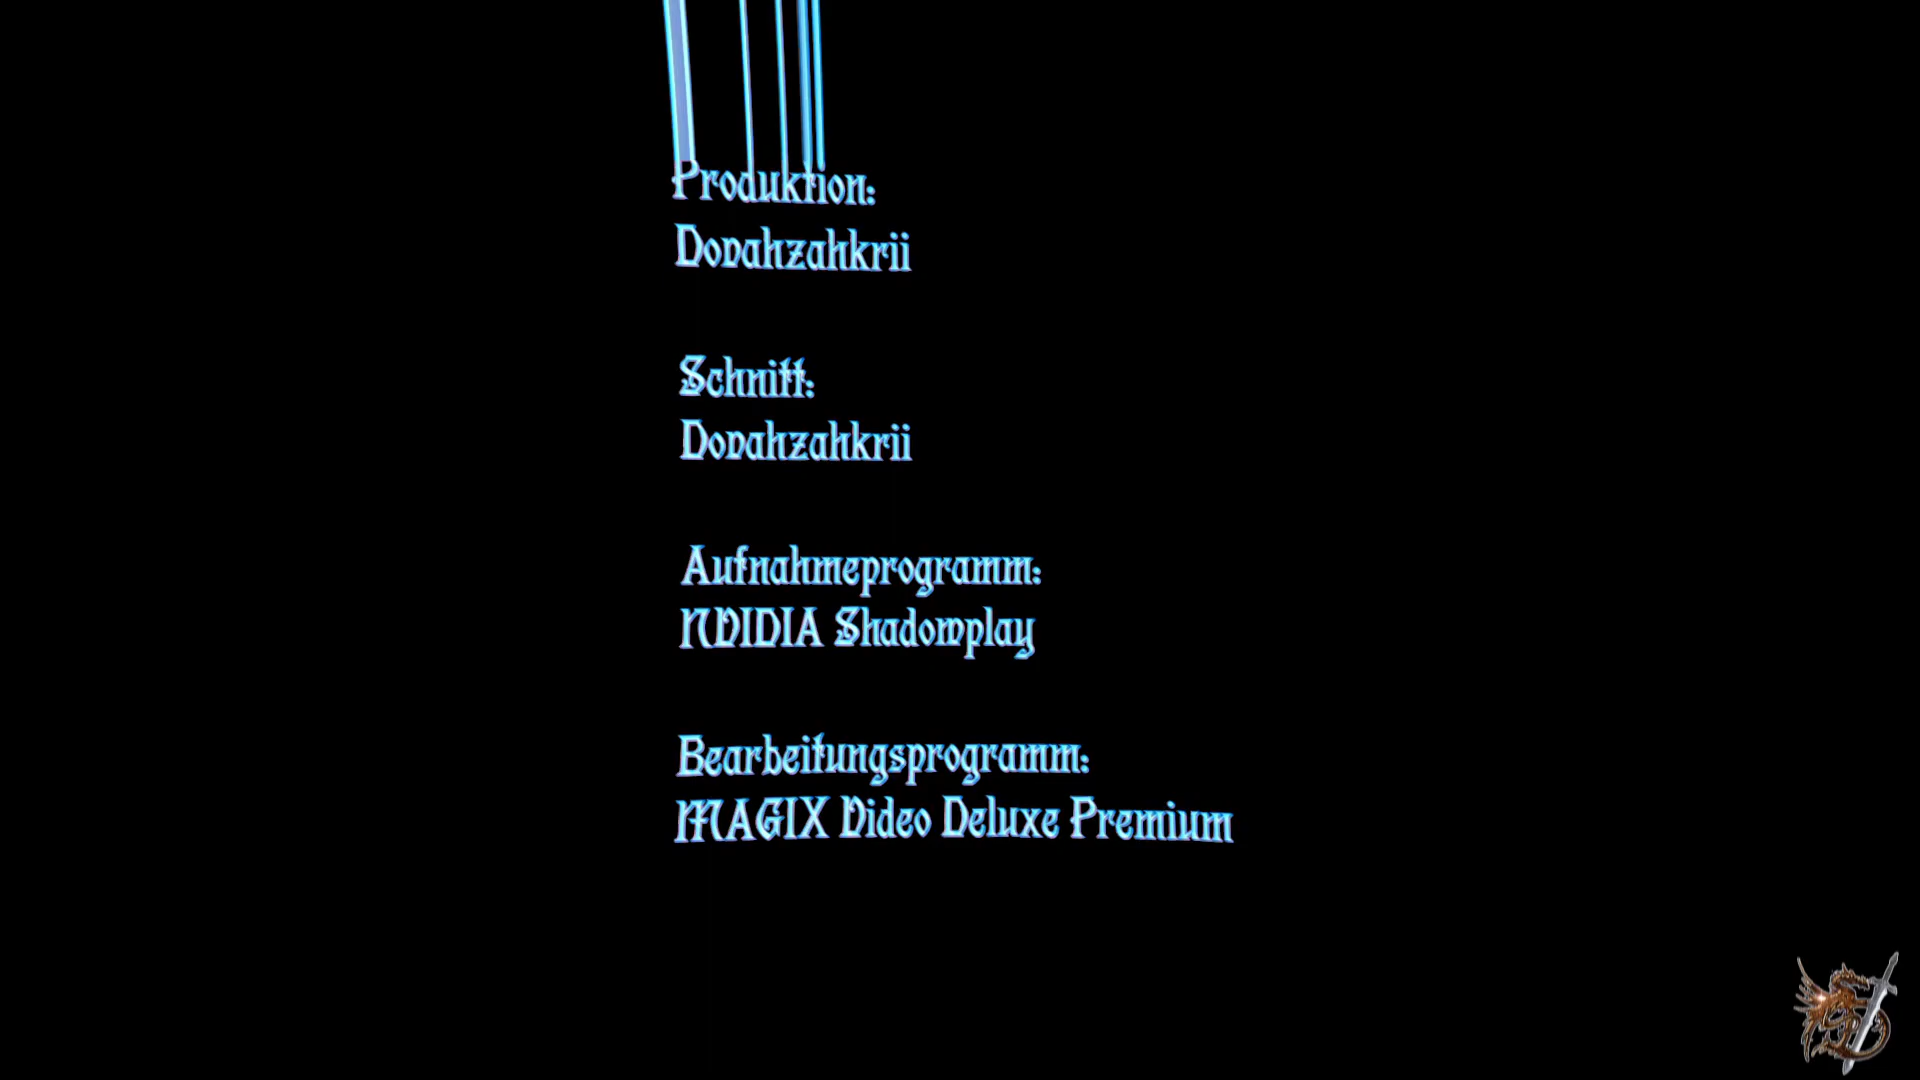 Produktion:
Dovahzahkrii
Schnitt:
Dovahzahkrii
Aufnahmeprogramm:
NVIDIA Shadowplay
Bearbeitungsprogramm:
MAGIX Video Deluxe Premium